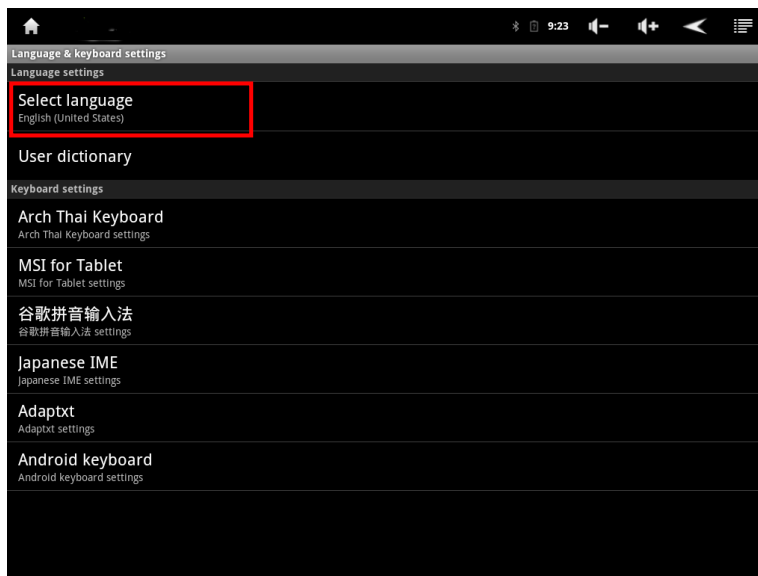 9:23
Language & keyboard settings
Language settings
Select language
English (United States)
User dictionary
Keyboard settings
Arch Thai Keyboard
Arch Thai Keyboard settings
MSI for Tablet
MSI for Tablet settings
谷歌拼音输入法
谷歌拼音输入法 settings
Japanese IME
Japanese IME settings
Adaptxt
Adaptxt settings
Android keyboard
Android keyboard settings